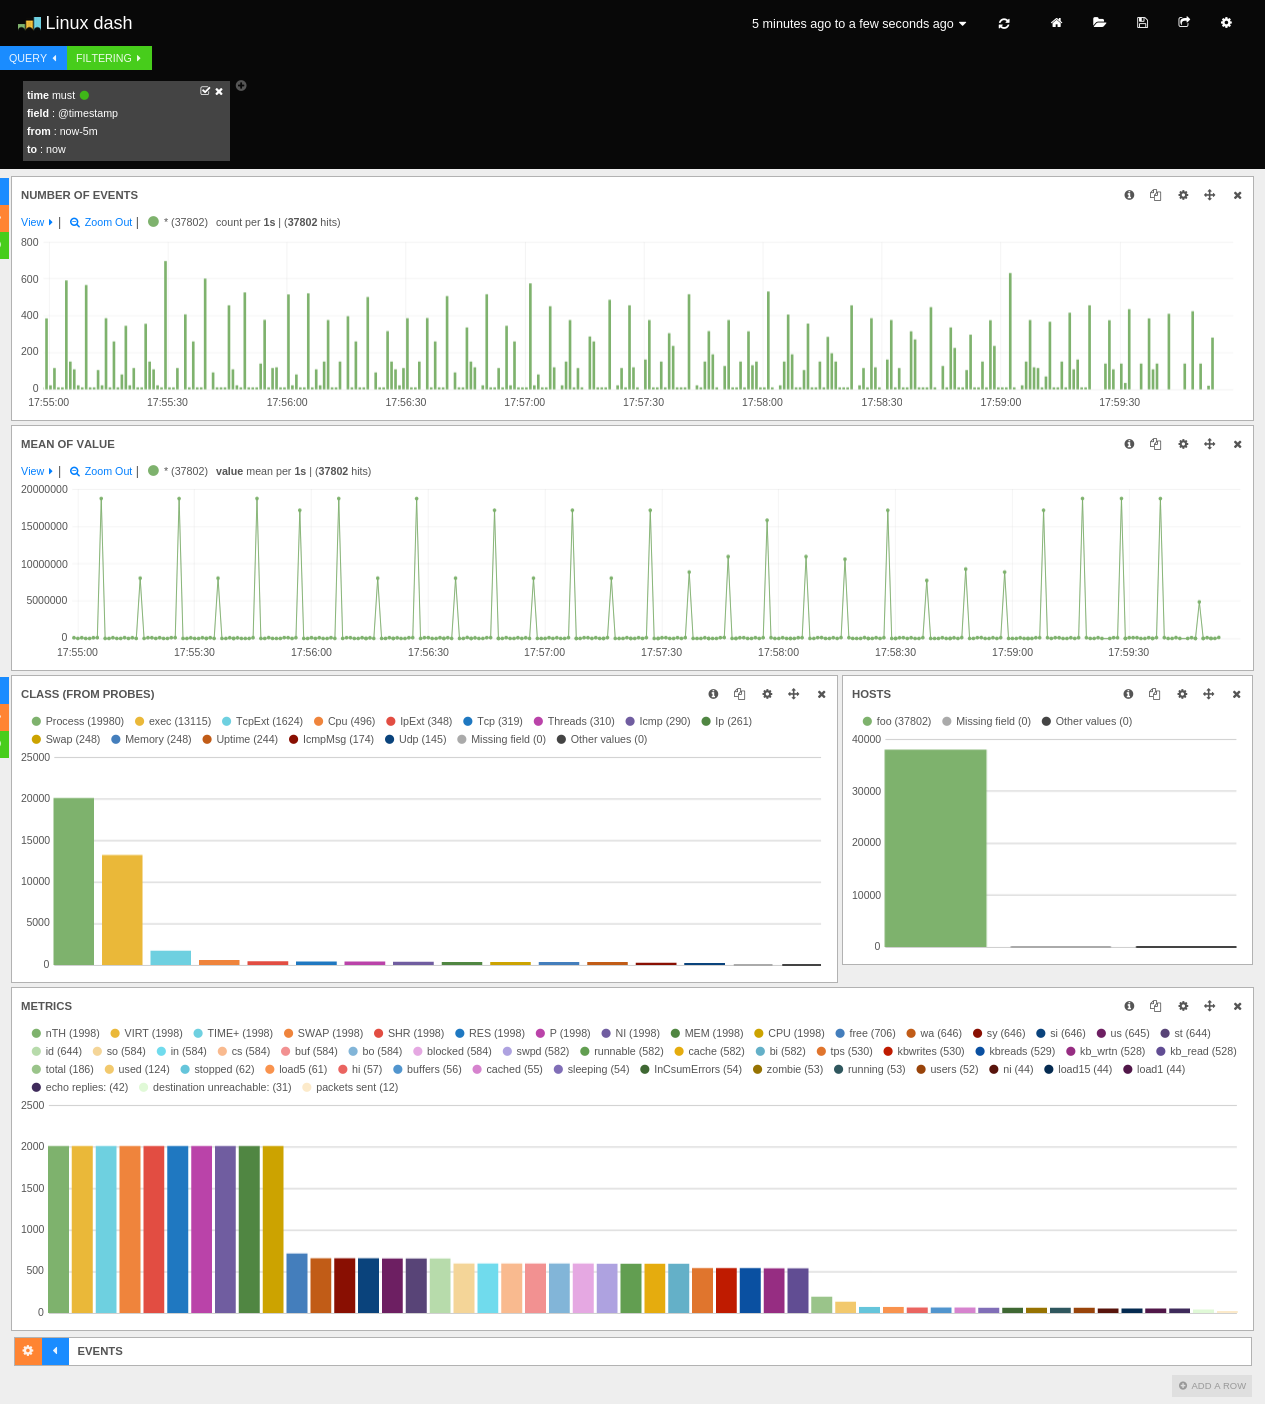 Linux dash
5 minutes ago to a few seconds ago
QUERY FILTERING
time must
field : @timestamp
from : now-5m
to : now
NUMBER OF EVENTS
View | Zoom Out | * (37802) count per 1s | (37802 hits)
800
600
400
200
0
17:55:00 17:55:30 17:56:00 17:56:30 17:57:00 17:57:30 17:58:00 17:58:30 17:59:00 17:59:30
MEAN OF VALUE
View | Zoom Out | * (37802) value mean per 1s | (37802 hits)
20000000
15000000
10000000
5000000
0
17:55:00 17:55:30 17:56:00 17:56:30 17:57:00 17:57:30 17:58:00 17:58:30 17:59:00 17:59:30
CLASS (FROM PROBES)
Process (19980) exec (13115) TcpExt (1624) Cpu (496) IpExt (348) Tcp (319) Threads (310) Icmp (290) Ip (261)
Swap (248) Memory (248) Uptime (244) IcmpMsg (174) Udp (145) Missing field (0) Other values (0)
25000
20000
15000
10000
5000
0
HOSTS
foo (37802) Missing field (0) Other values (0)
40000
30000
20000
10000
0
METRICS
nTH (1998) VIRT (1998) TIME+ (1998) SWAP (1998) SHR (1998) RES (1998) P (1998) NI (1998) MEM (1998) CPU (1998) free (706) wa (646) sy (646) si (646) us (645) st (644)
id (644) so (584) in (584) cs (584) buf (584) bo (584) blocked (584) swpd (582) runnable (582) cache (582) bi (582) tps (530) kbwrites (530) kbreads (529) kb_wrtn (528) kb_read (528)
total (186) used (124) stopped (62) load5 (61) hi (57) buffers (56) cached (55) sleeping (54) InCsumErrors (54) zombie (53) running (53) users (52) ni (44) load15 (44) load1 (44)
echo replies: (42) destination unreachable: (31) packets sent (12)
2500
2000
1500
1000
500
0
EVENTS
ADD A ROW